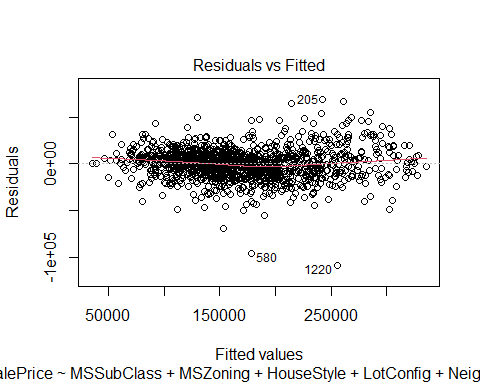 Residuals vs Fitted
Residuals
0e+00
-1e+05
205
580
1220
50000 150000 250000
Fitted values
alePrice ~ MSSubClass + MSZoning + HouseStyle + LotConfig + Neig